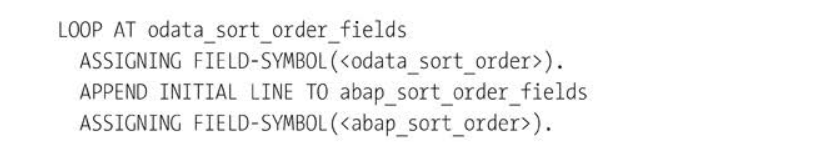 LOOP AT odata_sort_order_fields
ASSIGNING FIELD-SYMBOL(<odata_sort_order>).
APPEND INITIAL LINE TO abap_sort_order_fields
ASSIGNING FIELD-SYMBOL(<abap_sort_order>).